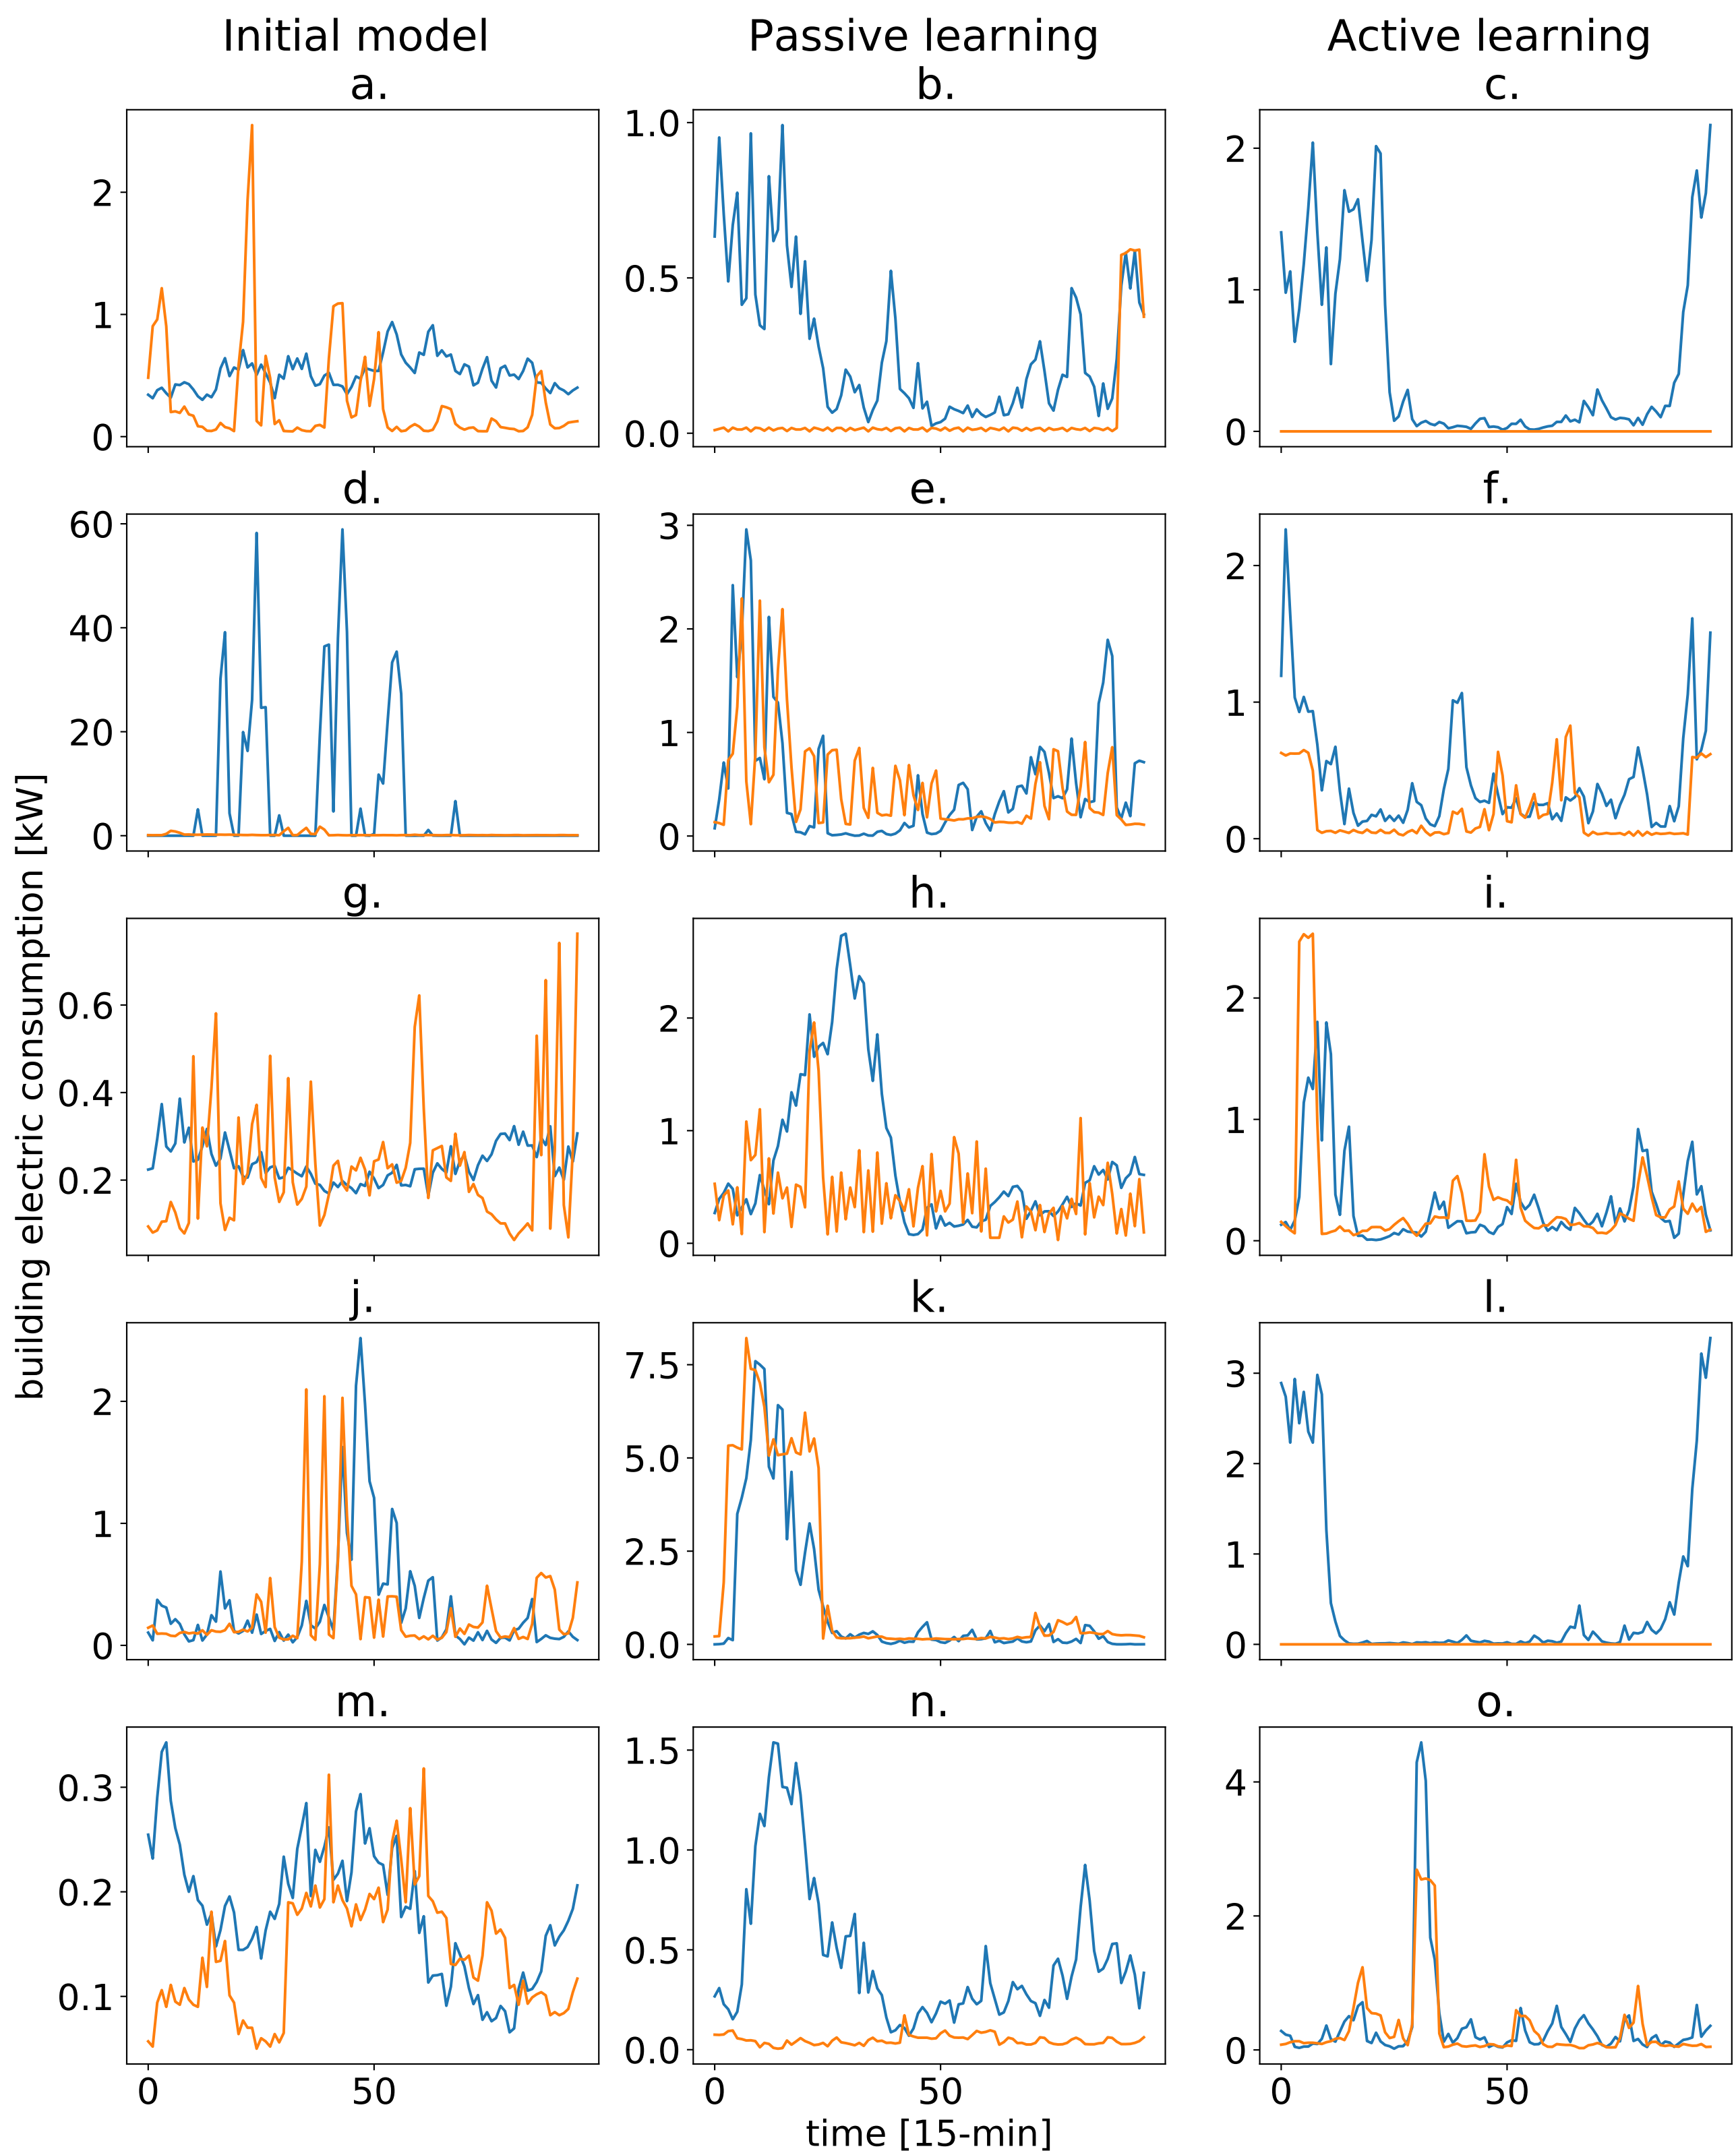 Initial model Passive learning Active learning
a. b. c.
2 1.0 2
1 0.5 1
0 0.0 0
d. e. f.
60 3 2
40 2 1
20 1 0
0 0
g. h. i.
0.6 2 2
0.4 1 1
0.2 0 0
j. k. l.
2 7.5 3
1 5.0 2
0 2.5 1
0.0 0
m. n. o.
0.3 1.5 4
0.2 1.0 2
0.1 0.5 0
0.0
0 50 0 50 0 50
time [15-min]
building electric consumption [kW]